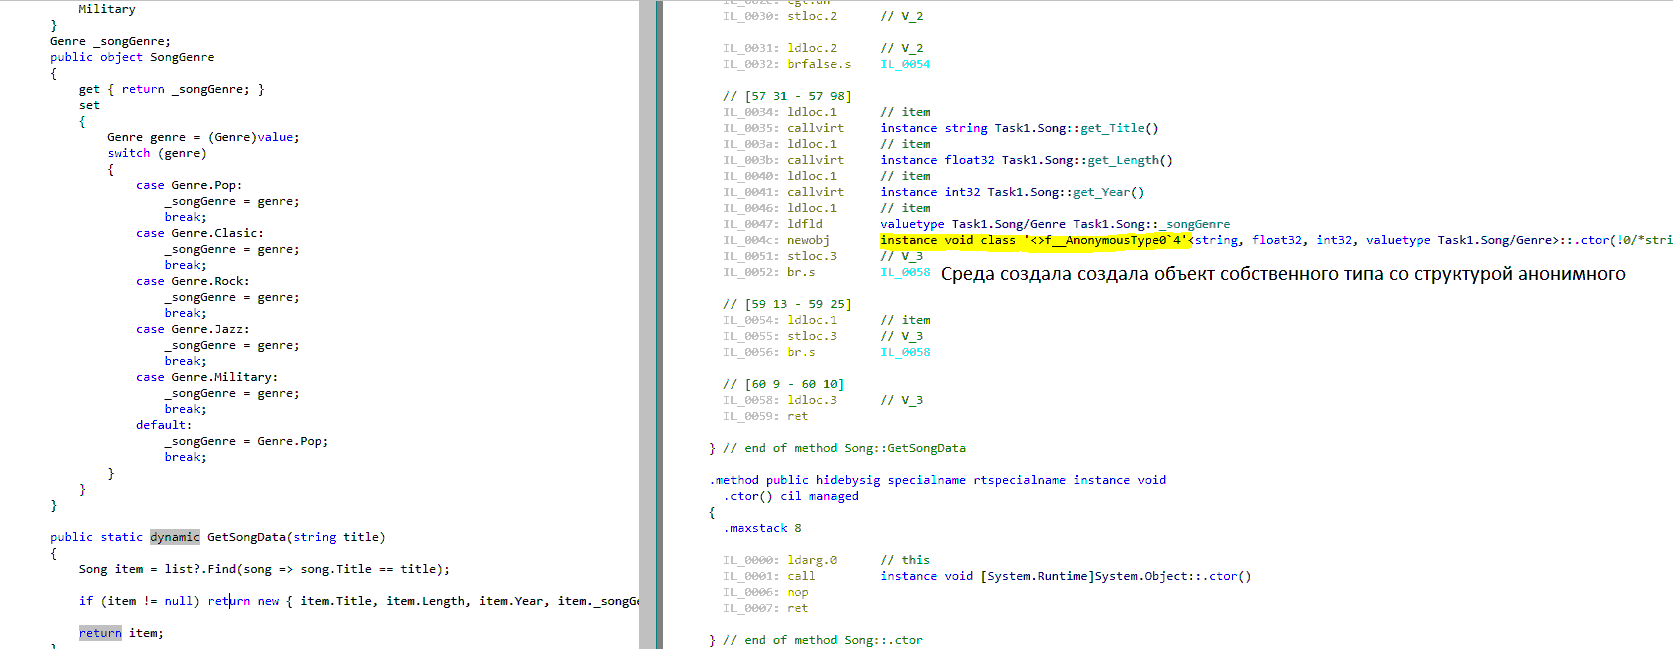 Military
}
Genre _songGenre;
public object SongGenre
{
get { return _songGenre; }
set
{
Genre genre = (Genre)value;
switch (genre)
{
case Genre.Pop:
_songGenre = genre;
break;
case Genre.Clasic:
_songGenre = genre;
break;
case Genre.Rock:
_songGenre = genre;
break;
case Genre.Jazz:
_songGenre = genre;
break;
case Genre.Military:
_songGenre = genre;
break;
default:
_songGenre = Genre.Pop;
break;
}
}
}
public static dynamic GetSongData(string title)
{
Song item = list?.Find(song => song.Title == title);
if (item != null) return new { item.Title, item.Length, item.Year, item._songGe
return item;
IL_0030: stloc.2 // V_2
IL_0031: ldloc.2 // V_2
IL_0032: brfalse.s IL_0054
// [57 31 - 57 98]
IL_0034: ldloc.1 // item
IL_0035: callvirt instance string Task1.Song::get_Title()
IL_003a: ldloc.1 // item
IL_003b: callvirt instance float32 Task1.Song::get_Length()
IL_0040: ldloc.1 // item
IL_0041: callvirt instance int32 Task1.Song::get_Year()
IL_0046: ldloc.1 // item
IL_0047: ldfld valuetype Task1.Song/Genre Task1.Song::_songGenre
IL_004c: newobj instance void class '<>f__AnonymousType0`4'<string, float32, int32, valuetype Task1.Song/Genre>::.ctor(!0/*stri
IL_0051: stloc.3 // V_3
IL_0052: br.s IL_0058 Среда создала создала объект собственного типа со структурой анонимного
// [59 13 - 59 25]
IL_0054: ldloc.1 // item
IL_0055: stloc.3 // V_3
IL_0056: br.s IL_0058
// [60 9 - 60 10]
IL_0058: ldloc.3 // V_3
IL_0059: ret
} // end of method Song::GetSongData
.method public hidebysig specialname rtspecialname instance void
.ctor() cil managed
{
.maxstack 8
IL_0000: ldarg.0 // this
IL_0001: call instance void [System.Runtime]System.Object::.ctor()
IL_0006: nop
IL_0007: ret
} // end of method Song::.ctor